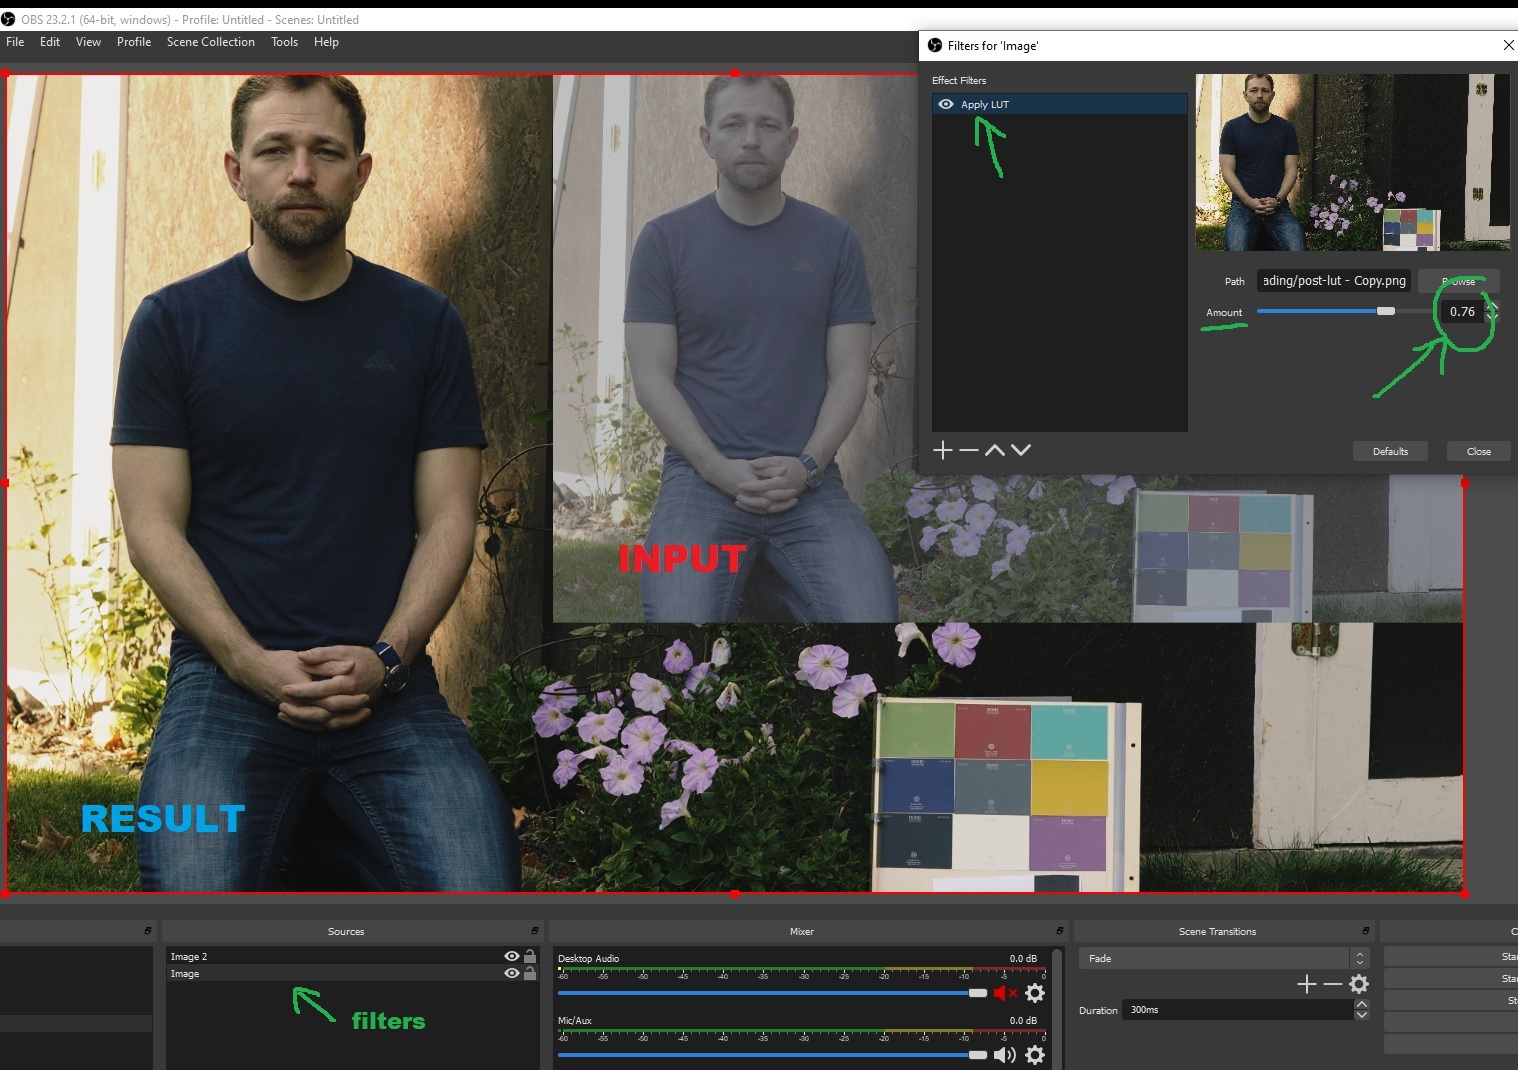 OBS 23.2.1 (64-bit, windows) - Profile: Untitled - Scenes: Untitled
File Edit View Profile Scene Collection Tools Help
Filters for 'Image'
Effect Filters
Apply LUT
Path ading/post-lut - Copy.png Browse
Amount 0.76
Defaults Close
INPUT
RESULT
Sources
Image 2
Image
filters
Mixer
Desktop Audio 0.0 dB
-60 -55 -50 -45 -40 -35 -30 -25 -20 -15 -10 -5 0
Mic/Aux 0.0 dB
-60 -55 -50 -45 -40 -35 -30 -25 -20 -15 -10 -5 0
Scene Transitions
Fade
Duration 300ms
C
Star
Star
St